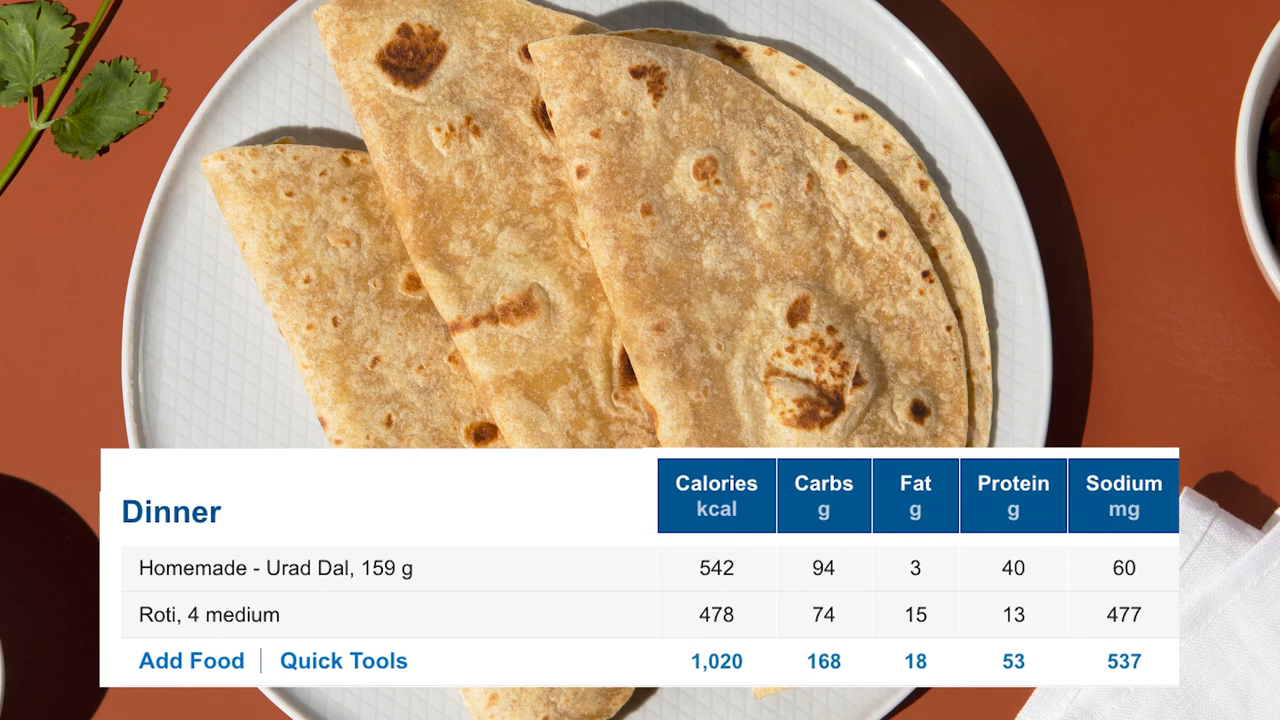 Dinner
Calories kcal Carbs g Fat g Protein g Sodium mg
Homemade - Urad Dal, 159 g 542 94 3 40 60
Roti, 4 medium 478 74 15 13 477
Add Food Quick Tools 1,020 168 18 53 537